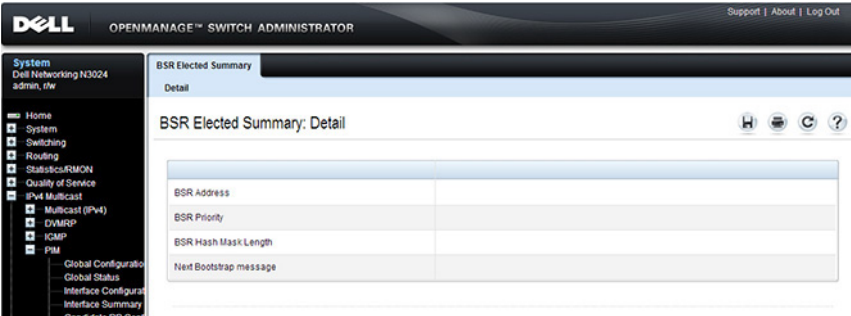 Support | About | Log Out
DELL OPENMANAGE™ SWITCH ADMINISTRATOR
System
Dell Networking N3024
admin, r/w
Home
System
Switching
Routing
Statistics/RMON
Quality of Service
IPv4 Multicast
Multicast (IPv4)
DVMRP
IGMP
PIM
Global Configuratio
Global Status
Interface Configurat
Interface Summary
BSR Elected Summary
Detail
BSR Elected Summary: Detail
BSR Address
BSR Priority
BSR Hash Mask Length
Next Bootstrap message